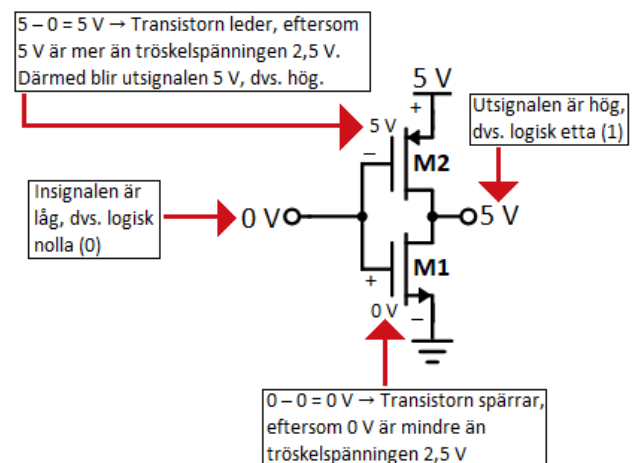 5 – 0 = 5 V → Transistorn leder, eftersom
5 V är mer än tröskelspänningen 2,5 V.
Därmed blir utsignalen 5 V, dvs. hög.
5 V
+
Utsignalen är hög,
dvs. logisk etta (1)
5 V
–
M2
Insignalen är
låg, dvs. logisk
nolla (0)
0 V
5 V
M1
+
0 V
–
0 – 0 = 0 V → Transistorn spärrar,
eftersom 0 V är mindre än
tröskelspänningen 2,5 V